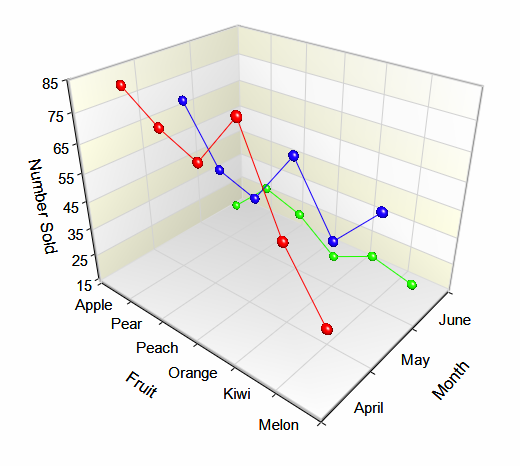 85
75
65
55
45
35
25
15
Number Sold
Apple
Pear
Peach
Orange
Kiwi
Melon
Fruit
April
May
June
Month